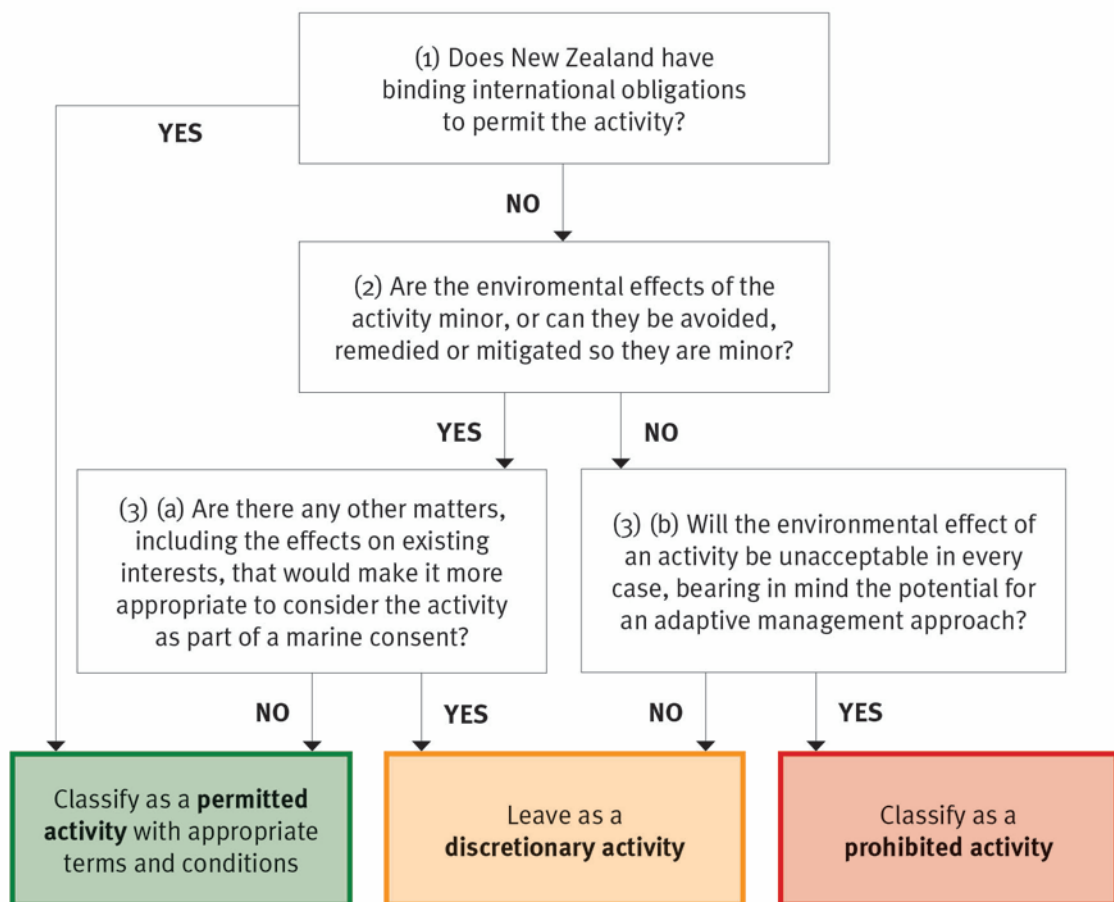 (1) Does New Zealand have
binding international obligations
to permit the activity?
YES
NO
(2) Are the enviromental effects of the
activity minor, or can they be avoided,
remedied or mitigated so they are minor?
YES
NO
(3) (a) Are there any other matters,
including the effects on existing
interests, that would make it more
appropriate to consider the activity
as part of a marine consent?
(3) (b) Will the environmental effect of
an activity be unacceptable in every
case, bearing in mind the potential for
an adaptive management approach?
NO
YES
NO
YES
Classify as a permitted
activity with appropriate
terms and conditions
Leave as a
discretionary activity
Classify as a
prohibited activity